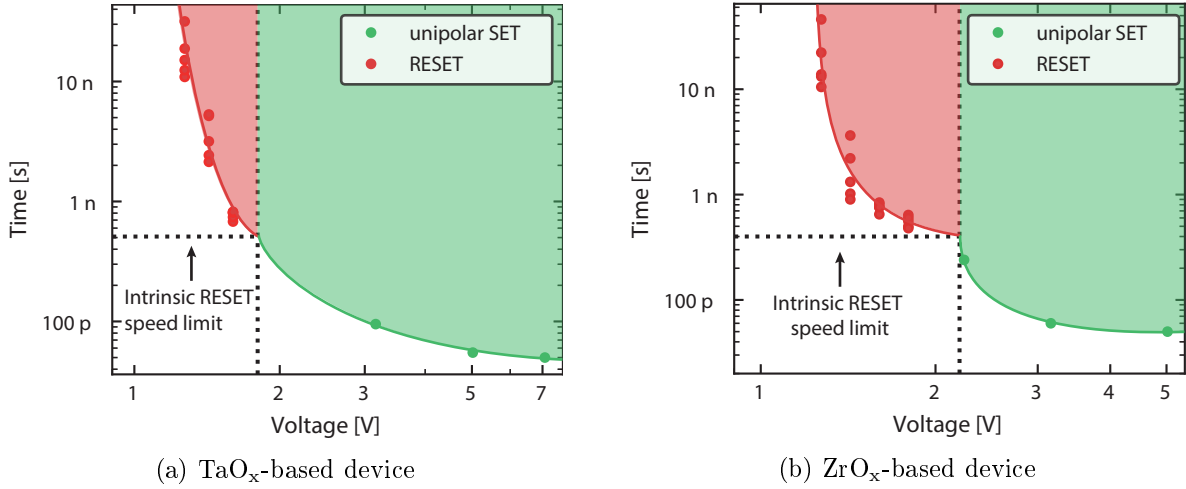 unipolar SET
RESET
10 n
1 n
100 p
Time [s]
Intrinsic RESET
speed limit
1
2
3
5
7
Voltage [V]
(a) TaOₓ-based device
unipolar SET
RESET
10 n
1 n
100 p
Time [s]
Intrinsic RESET
speed limit
1
2
3
4
5
Voltage [V]
(b) ZrOₓ-based device